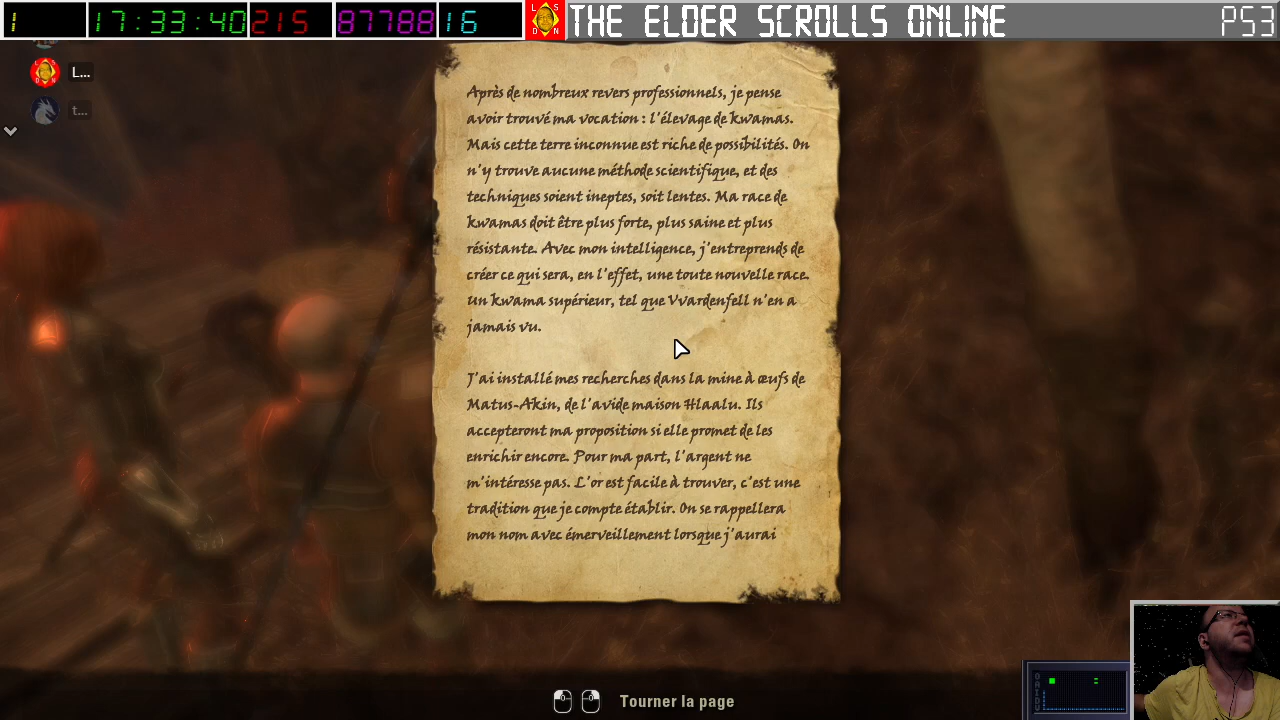 1 17:33:40 215 87788 16 L S D N THE ELDER SCROLLS ONLINE PS3
L...
t...
Après de nombreux revers professionnels, je pense
avoir trouvé ma vocation : l'élevage de kwamas.
Mais cette terre inconnue est riche de possibilités. On
n'y trouve aucune méthode scientifique, et des
techniques soient ineptes, soit lentes. Ma race de
kwamas doit être plus forte, plus saine et plus
résistante. Avec mon intelligence, j'entreprends de
créer ce qui sera, en l'effet, une toute nouvelle race.
Un kwama supérieur, tel que Vvardenfell n'en a
jamais vu.
J'ai installé mes recherches dans la mine à œufs de
Matus-Akin, de l'avide maison Hlaalu. Ils
accepteront ma proposition si elle promet de les
enrichir encore. Pour ma part, l'argent ne
m'intéresse pas. L'or est facile à trouver, c'est une
tradition que je compte établir. On se rappellera
mon nom avec émerveillement lorsque j'aurai
Tourner la page